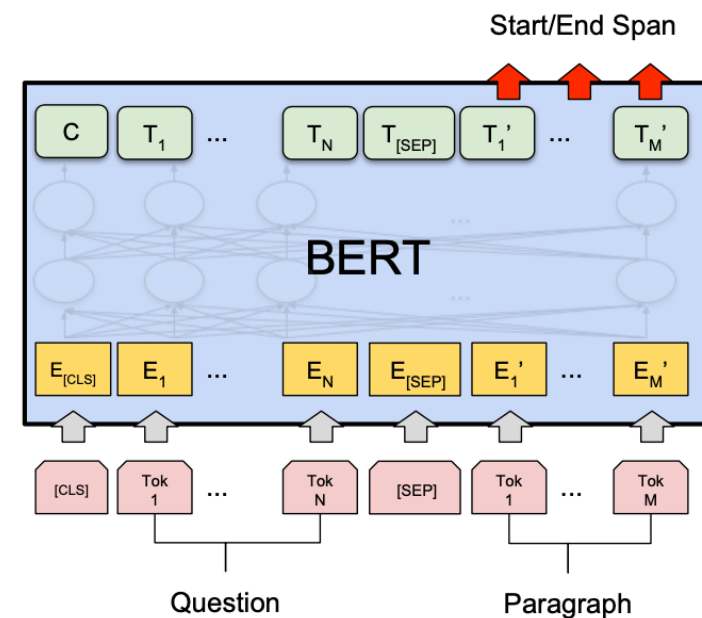 Start/End Span
C T1 ... TN T[SEP] T1’ ... TM’
...
BERT
...
E[CLS] E1 ... EN E[SEP] E1’ ... EM’
[CLS] Tok 1 ... Tok N [SEP] Tok 1 ... Tok M
Question Paragraph